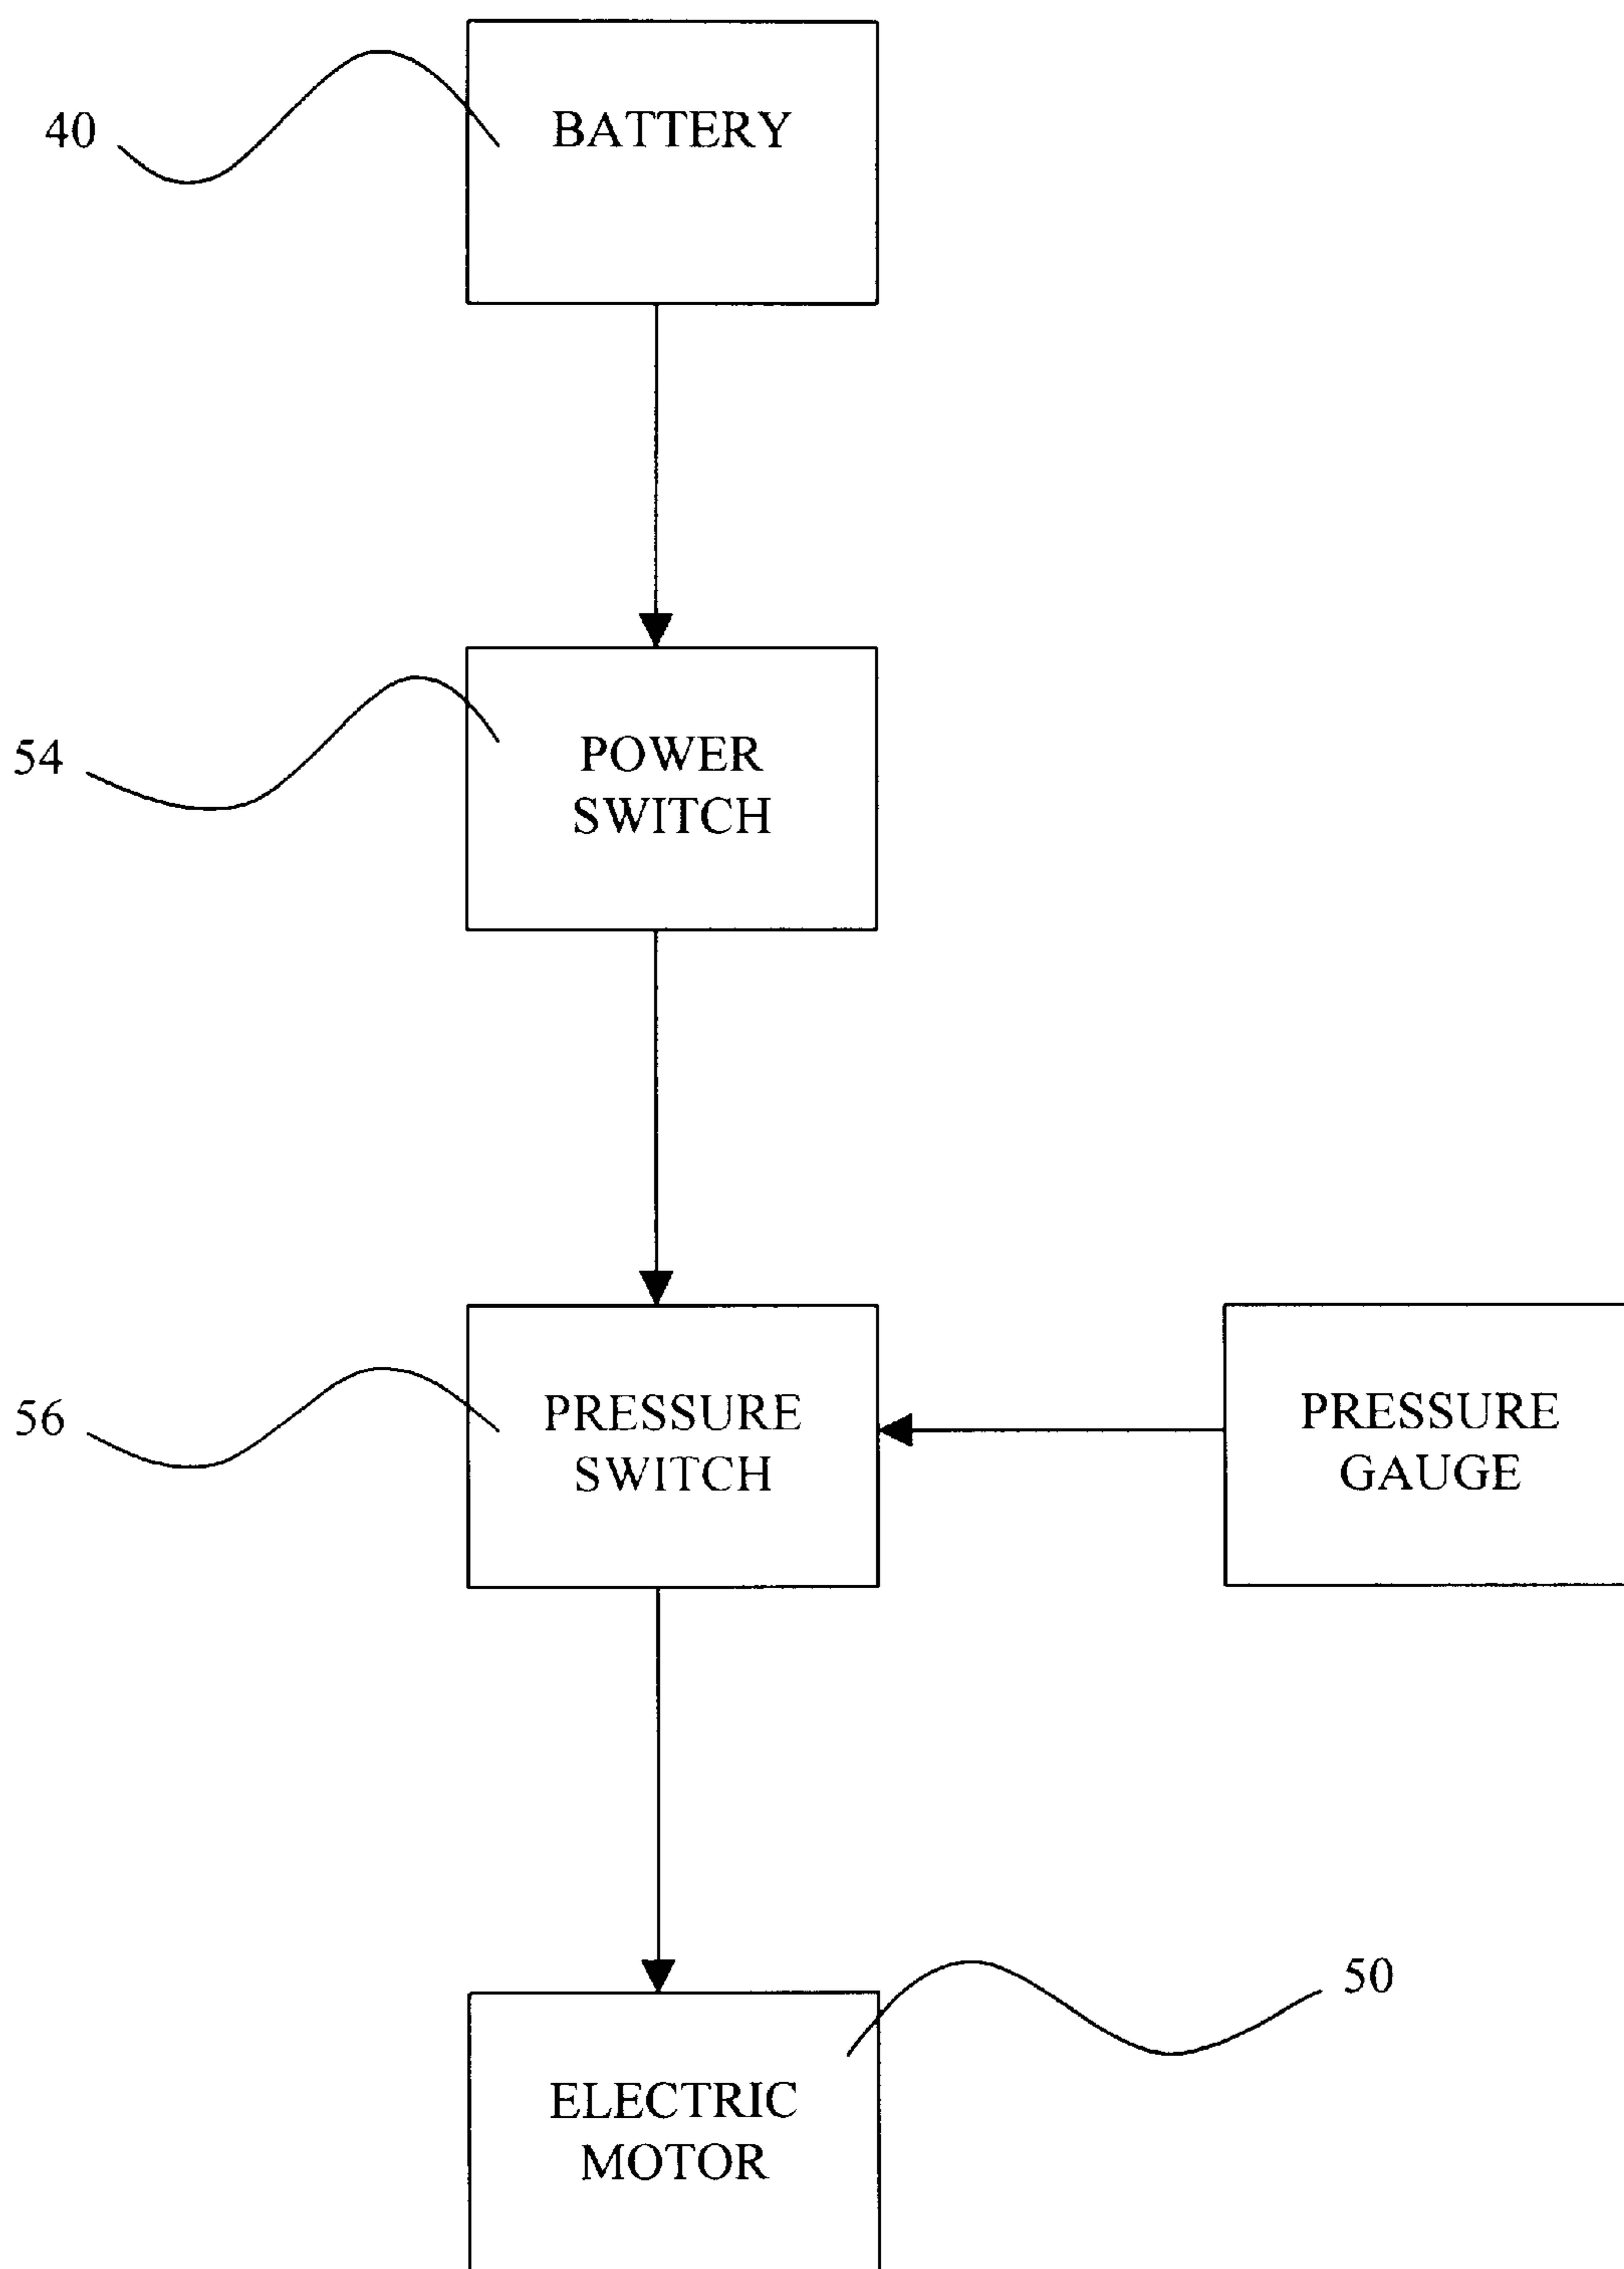 40
BATTERY
54
POWER
SWITCH
56
PRESSURE
SWITCH
PRESSURE
GAUGE
50
ELECTRIC
MOTOR